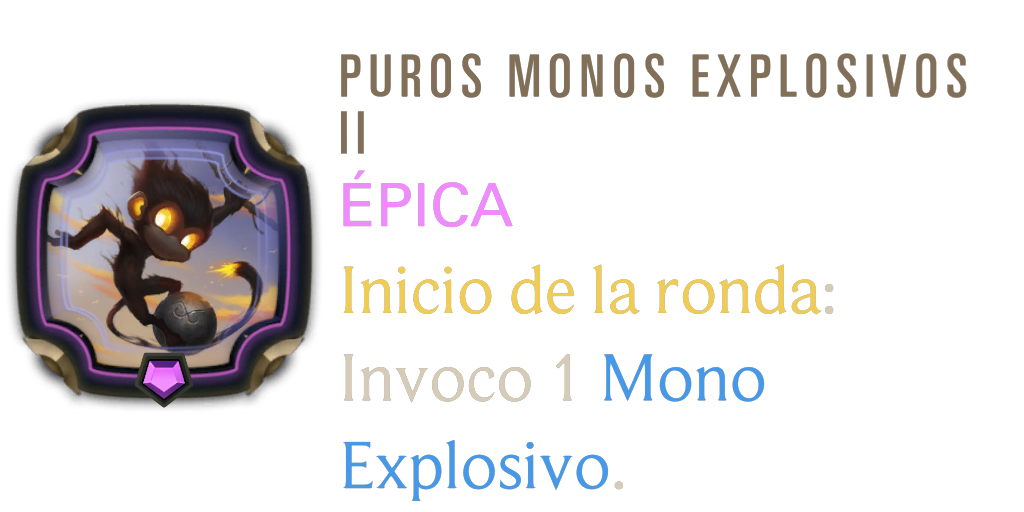 PUROS MONOS EXPLOSIVOS
II
ÉPICA
Inicio de la ronda:
Invoco 1 Mono
Explosivo.